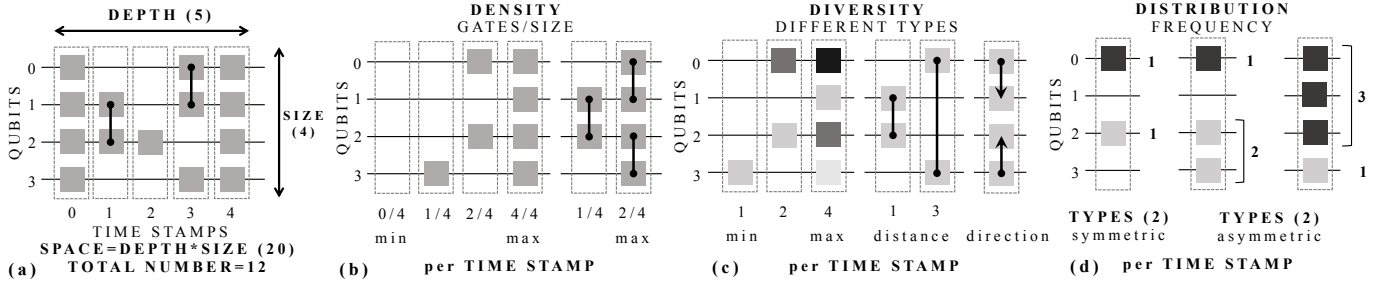 DEPTH (5)
QUBITS
0
1
2
3
SIZE
(4)
0 1 2 3 4
TIME STAMPS
SPACE=DEPTH*SIZE (20)
(a) TOTAL NUMBER=12
DENSITY
GATES/SIZE
QUBITS
0
1
2
3
0/4 1/4 2/4 4/4 1/4 2/4
min max max
(b) per TIME STAMP
DIVERSITY
DIFFERENT TYPES
QUBITS
0
1
2
3
1 2 4 1 3
min max distance direction
(c) per TIME STAMP
DISTRIBUTION
FREQUENCY
QUBITS
0 1 1
1 3
2 1 2
3 1
TYPES (2) TYPES (2)
symmetric asymmetric
(d) per TIME STAMP